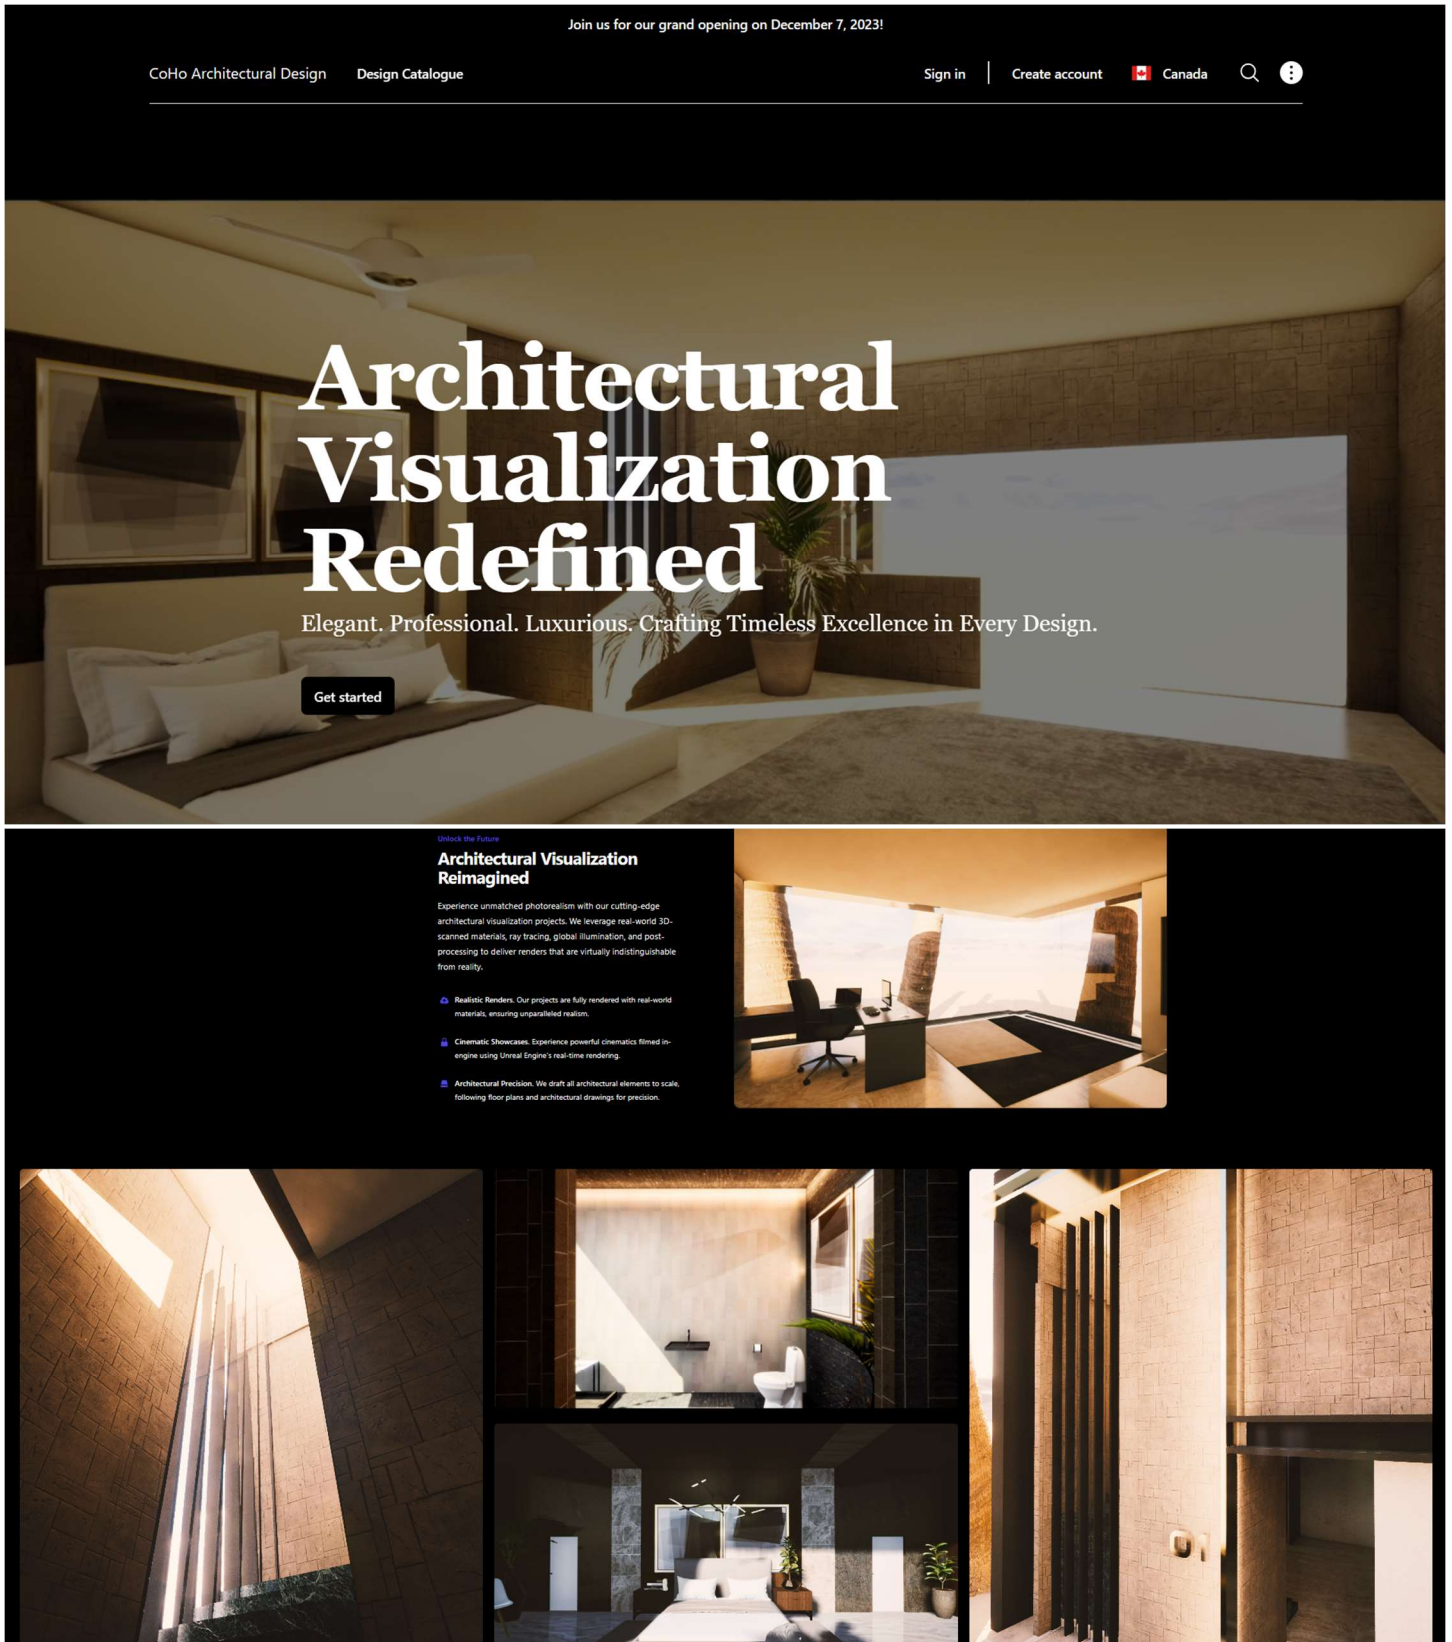 Join us for our grand opening on December 7, 2023!
CoHo Architectural Design
Design Catalogue
Sign in
Create account
Canada
Architectural
Visualization
Redefined
Elegant. Professional. Luxurious. Crafting Timeless Excellence in Every Design.
Get started
Unlock the Future
Architectural Visualization
Reimagined
Experience unmatched photorealism with our cutting-edge
architectural visualization projects. We leverage real-world 3D-
scanned materials, ray tracing, global illumination, and post-
processing to deliver renders that are virtually indistinguishable
from reality.
Realistic Renders. Our projects are fully rendered with real-world
materials, ensuring unparalleled realism.
Cinematic Showcases. Experience powerful cinematics filmed in-
engine using Unreal Engine's real-time rendering.
Architectural Precision. We draft all architectural elements to scale,
following floor plans and architectural drawings for precision.
01